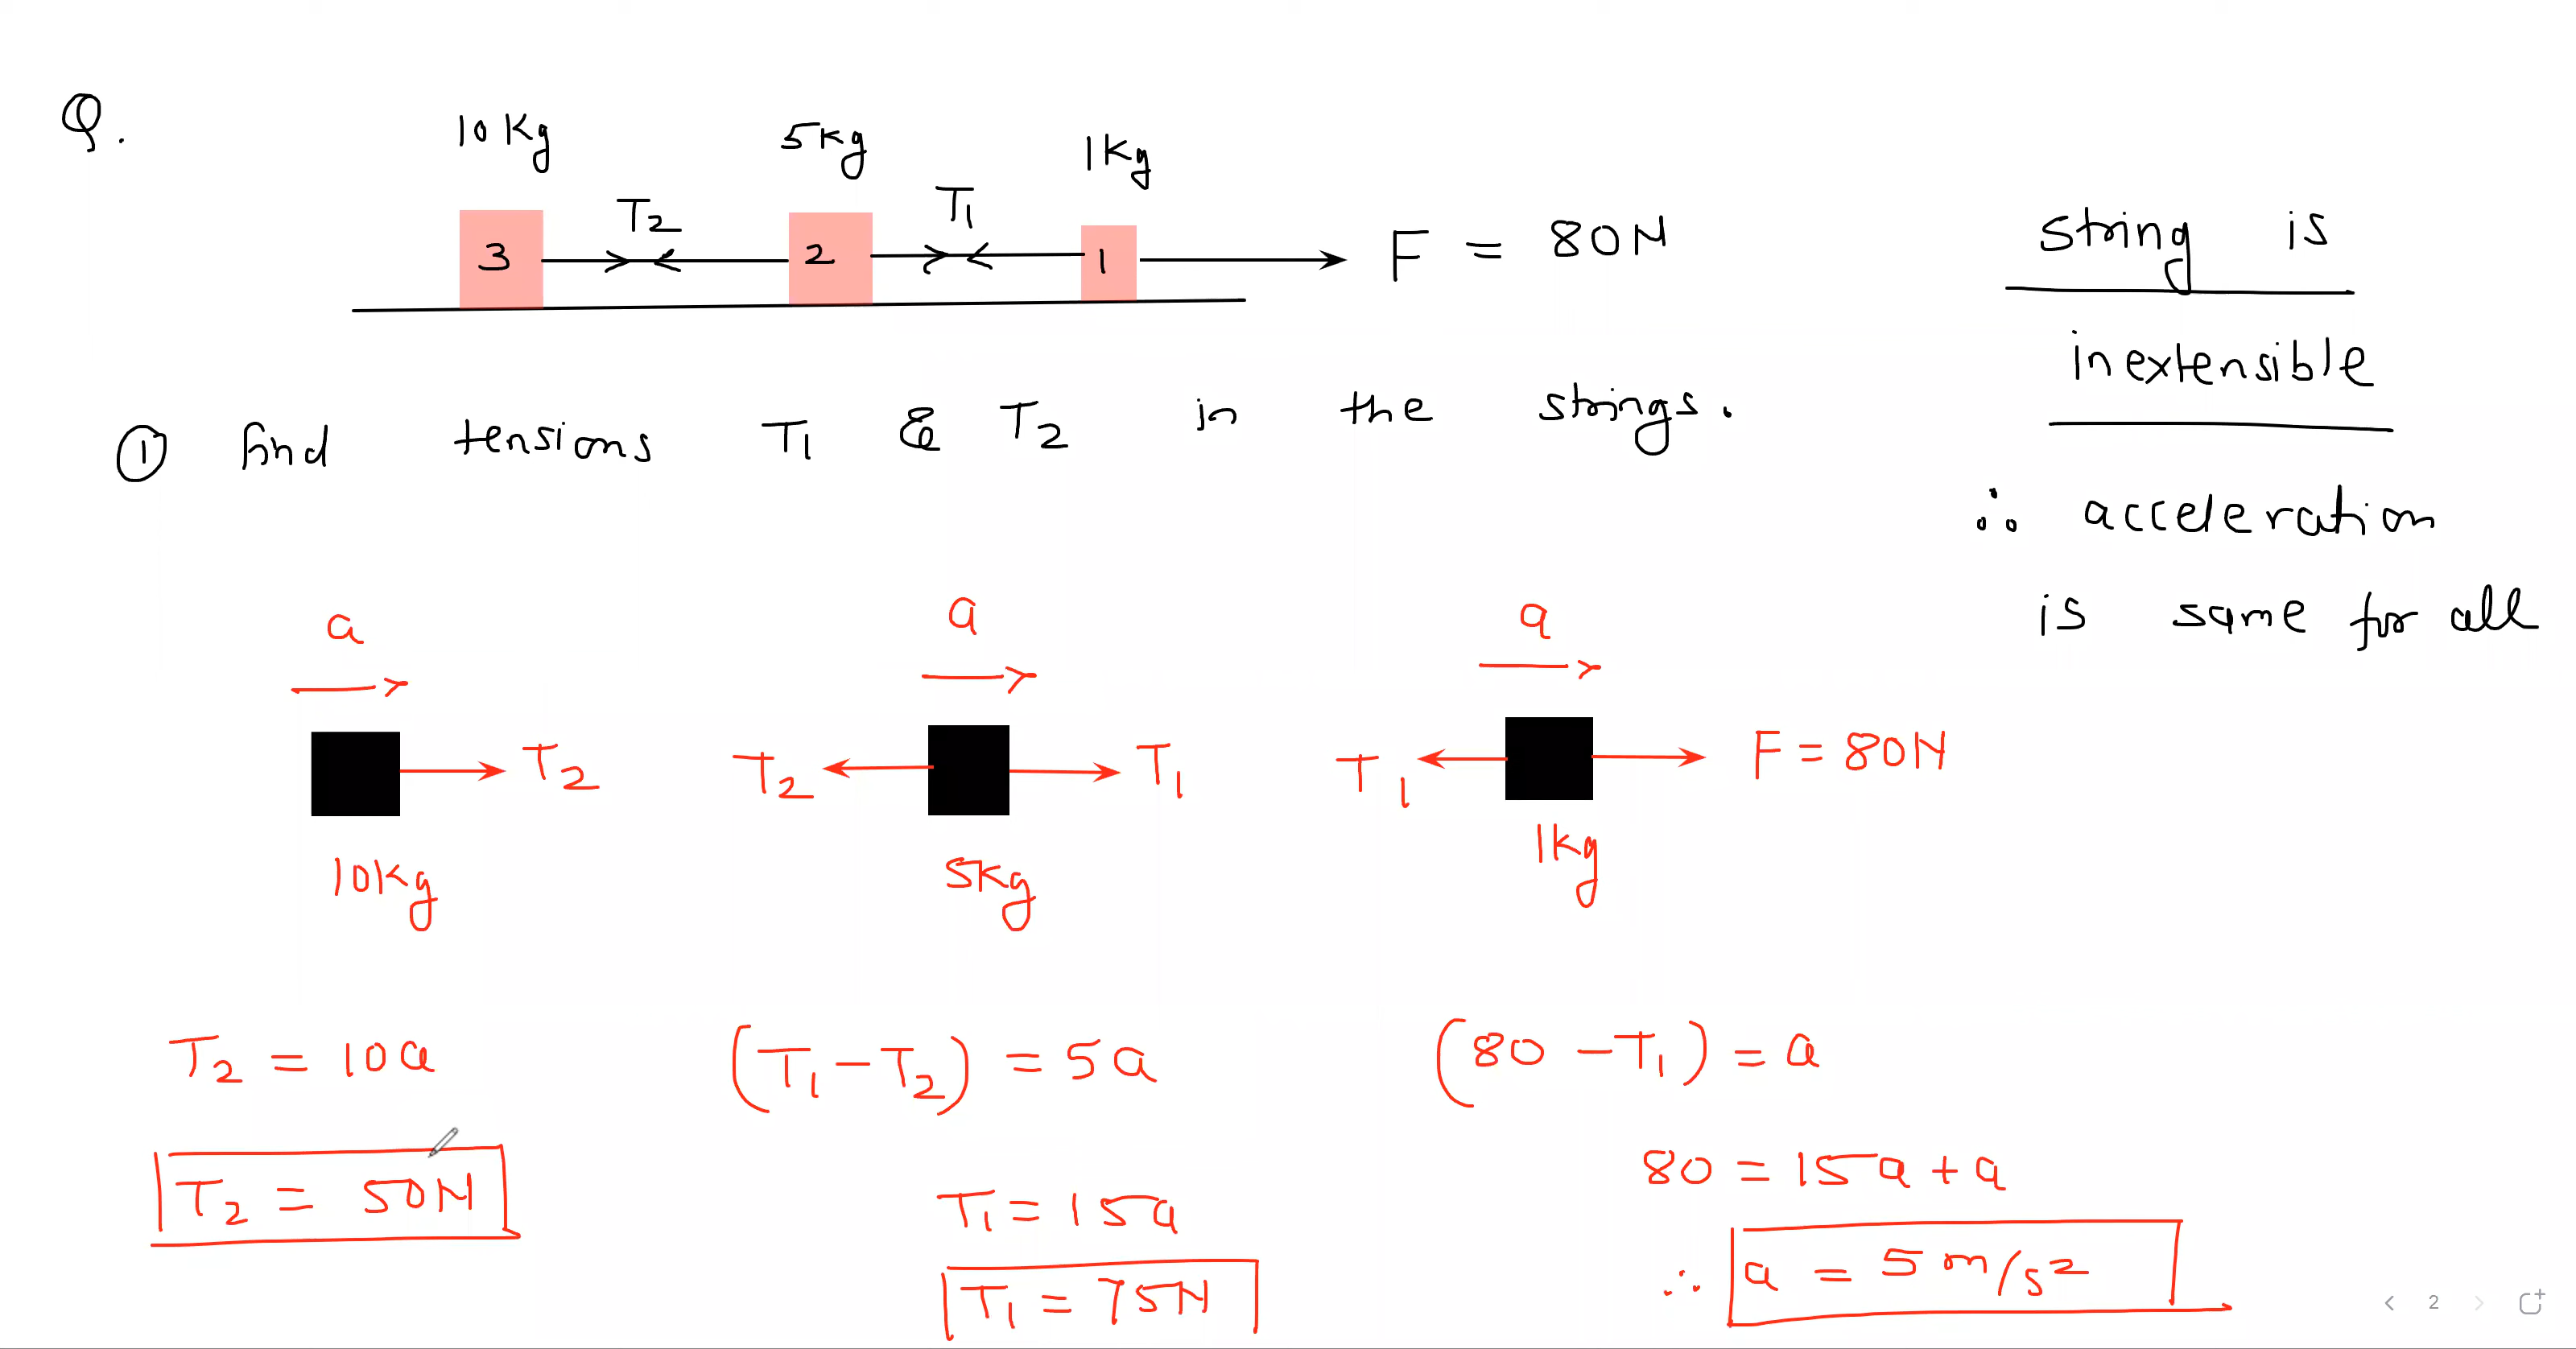 Q.
10 Kg 5 Kg 1 Kg
T2 T1
3 2 1 F = 80N
String is
inextensible
∴ acceleration
is same for all
① find tensions T1 & T2 in the strings.
a a a
T2 T2 T1 T1 F = 80N
10kg 5kg 1kg
T2 = 10a (T1 - T2) = 5a (80 - T1) = a
T2 = 50N T1 = 15a 80 = 15a + a
T1 = 75N ∴ a = 5 m/s2
2